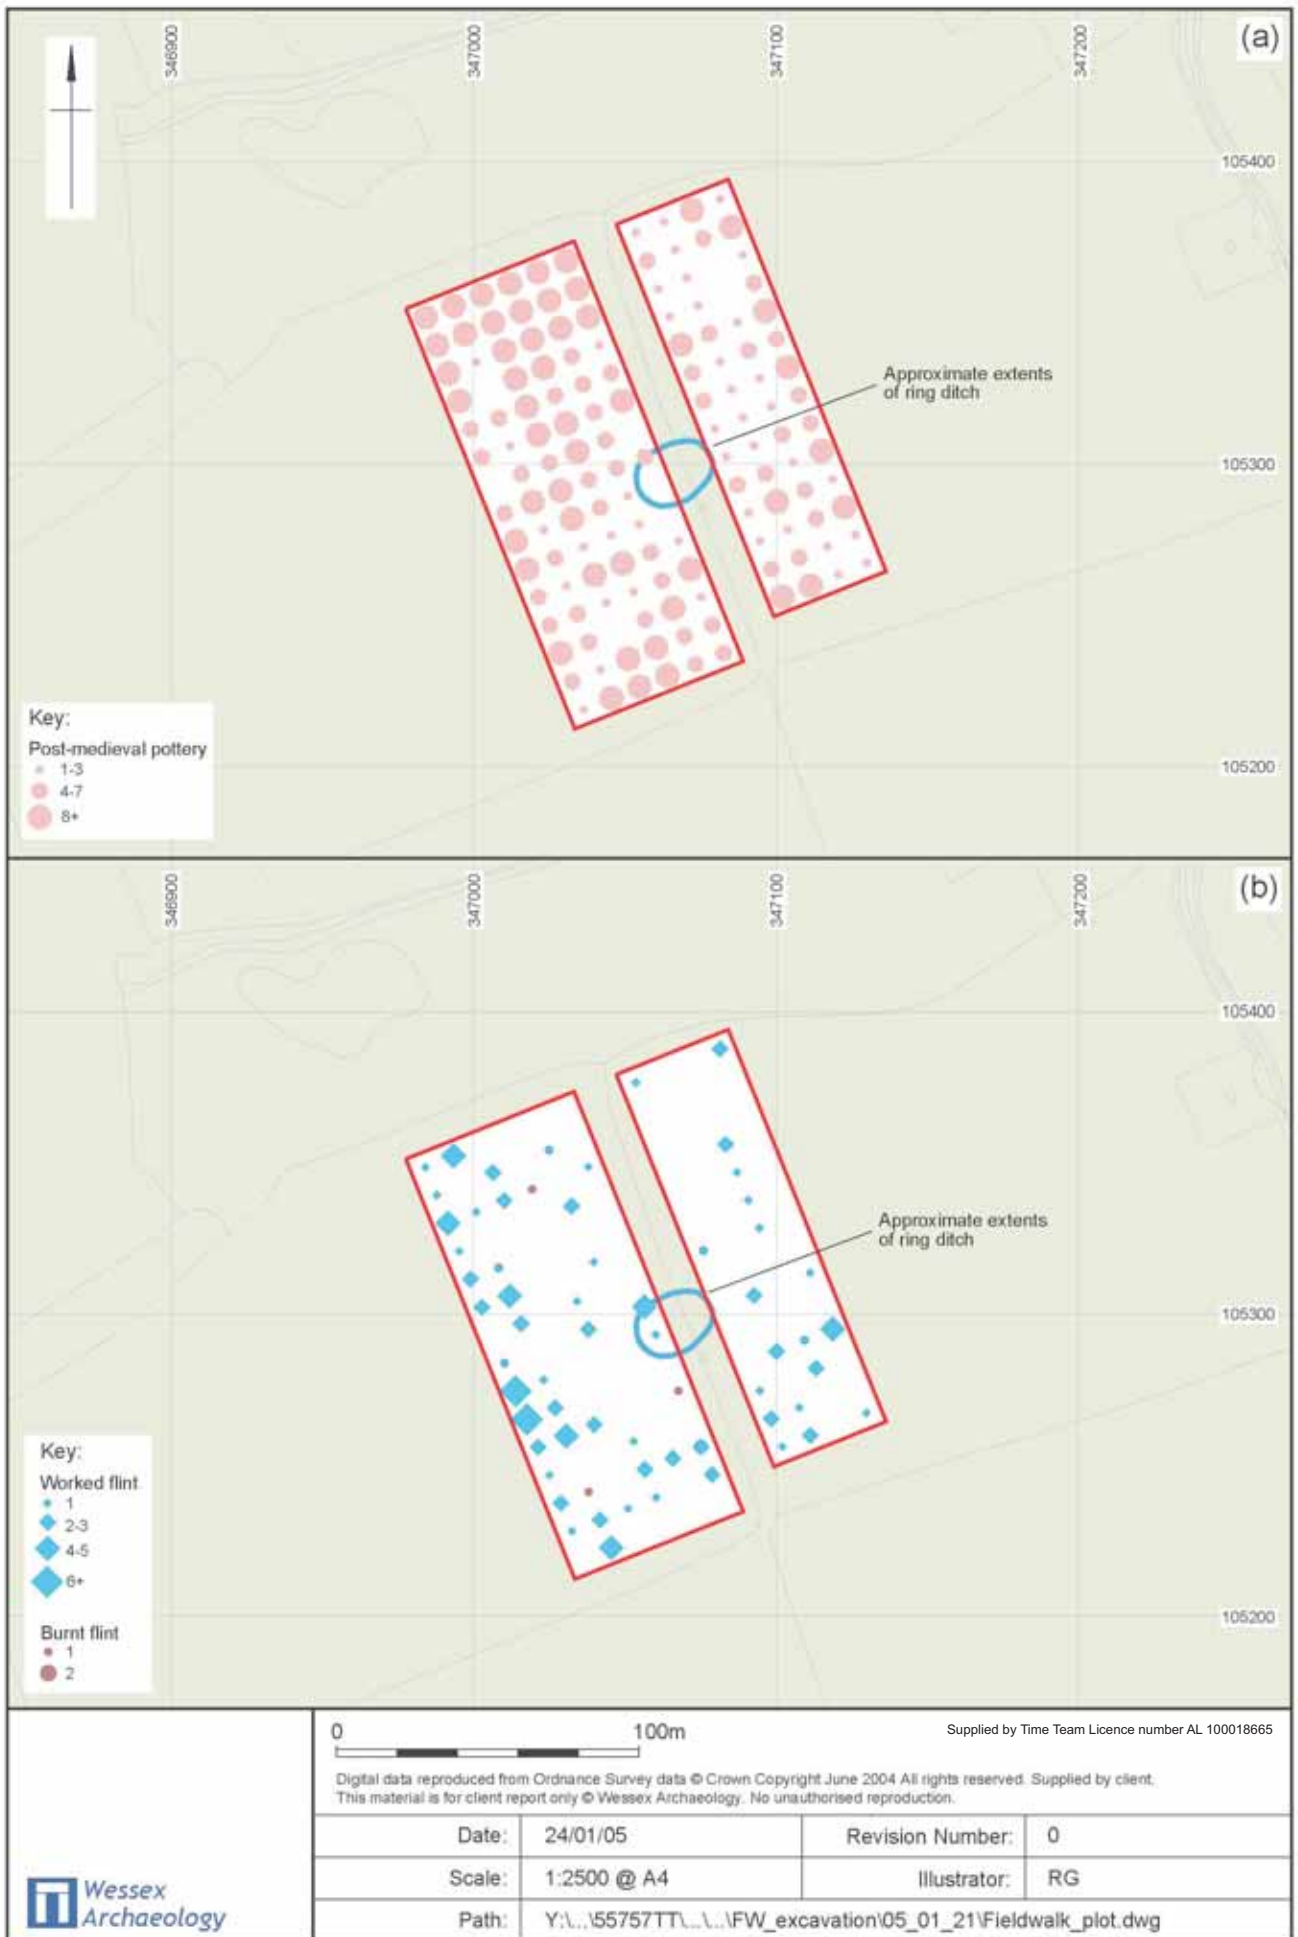 (a)
346900
347000
347100
347200
105400
Approximate extents
of ring ditch
105300
105200
Key:
Post-medieval pottery
1-3
4-7
8+
(b)
346900
347000
347100
347200
105400
Approximate extents
of ring ditch
105300
105200
Key:
Worked flint
1
2-3
4-5
6+
Burnt flint
1
2
0 100m
Supplied by Time Team Licence number AL 100018665
Digital data reproduced from Ordnance Survey data © Crown Copyright June 2004 All rights reserved. Supplied by client.
This material is for client report only © Wessex Archaeology. No unauthorised reproduction.
Date: 24/01/05 Revision Number: 0
Scale: 1:2500 @ A4 Illustrator: RG
Path: Y:\...\55757TT\...\...\FW_excavation\05_01_21\Fieldwalk_plot.dwg
Wessex
Archaeology